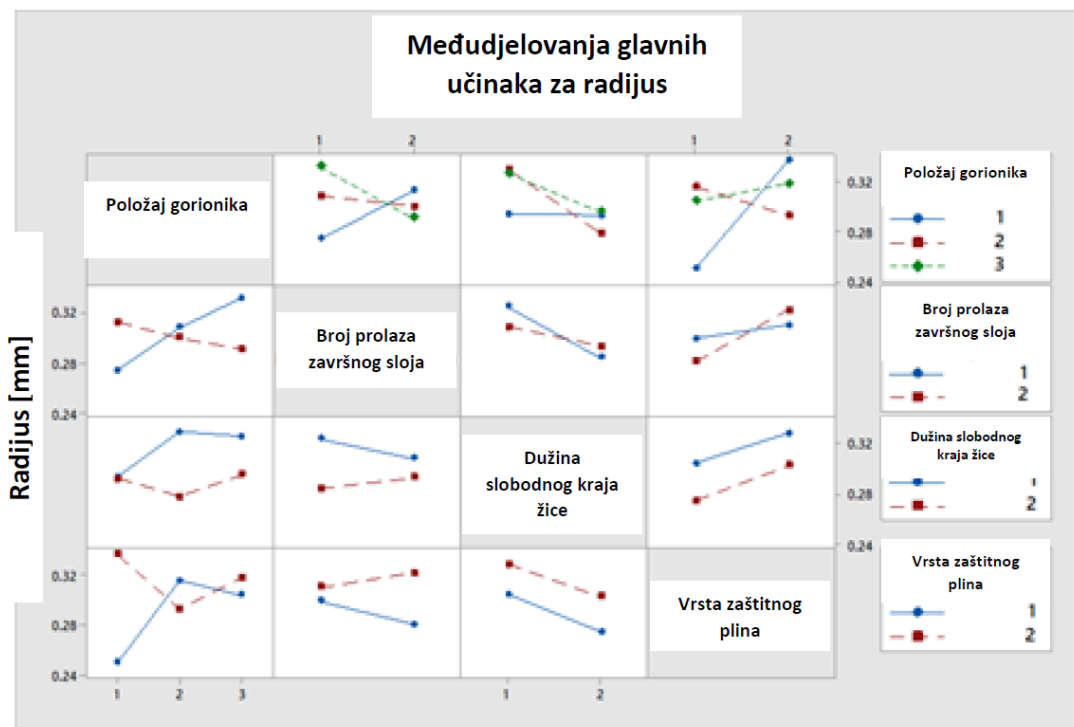 Međudjelovanja glavnih
učinaka za radijus
1 2 1 2
Položaj gorionika
0.32
0.28
0.24
Položaj gorionika
1
2
3
Radijus [mm]
0.32
0.28
0.24
Broj prolaza
završnog sloja
Broj prolaza
završnog sloja
1
2
Dužina
slobodnog kraja
žice
0.32
0.28
0.24
Dužina slobodnog
kraja žice
1
2
0.32
0.28
0.24
Vrsta zaštitnog
plina
Vrsta zaštitnog
plina
1
2
1 2 3 1 2